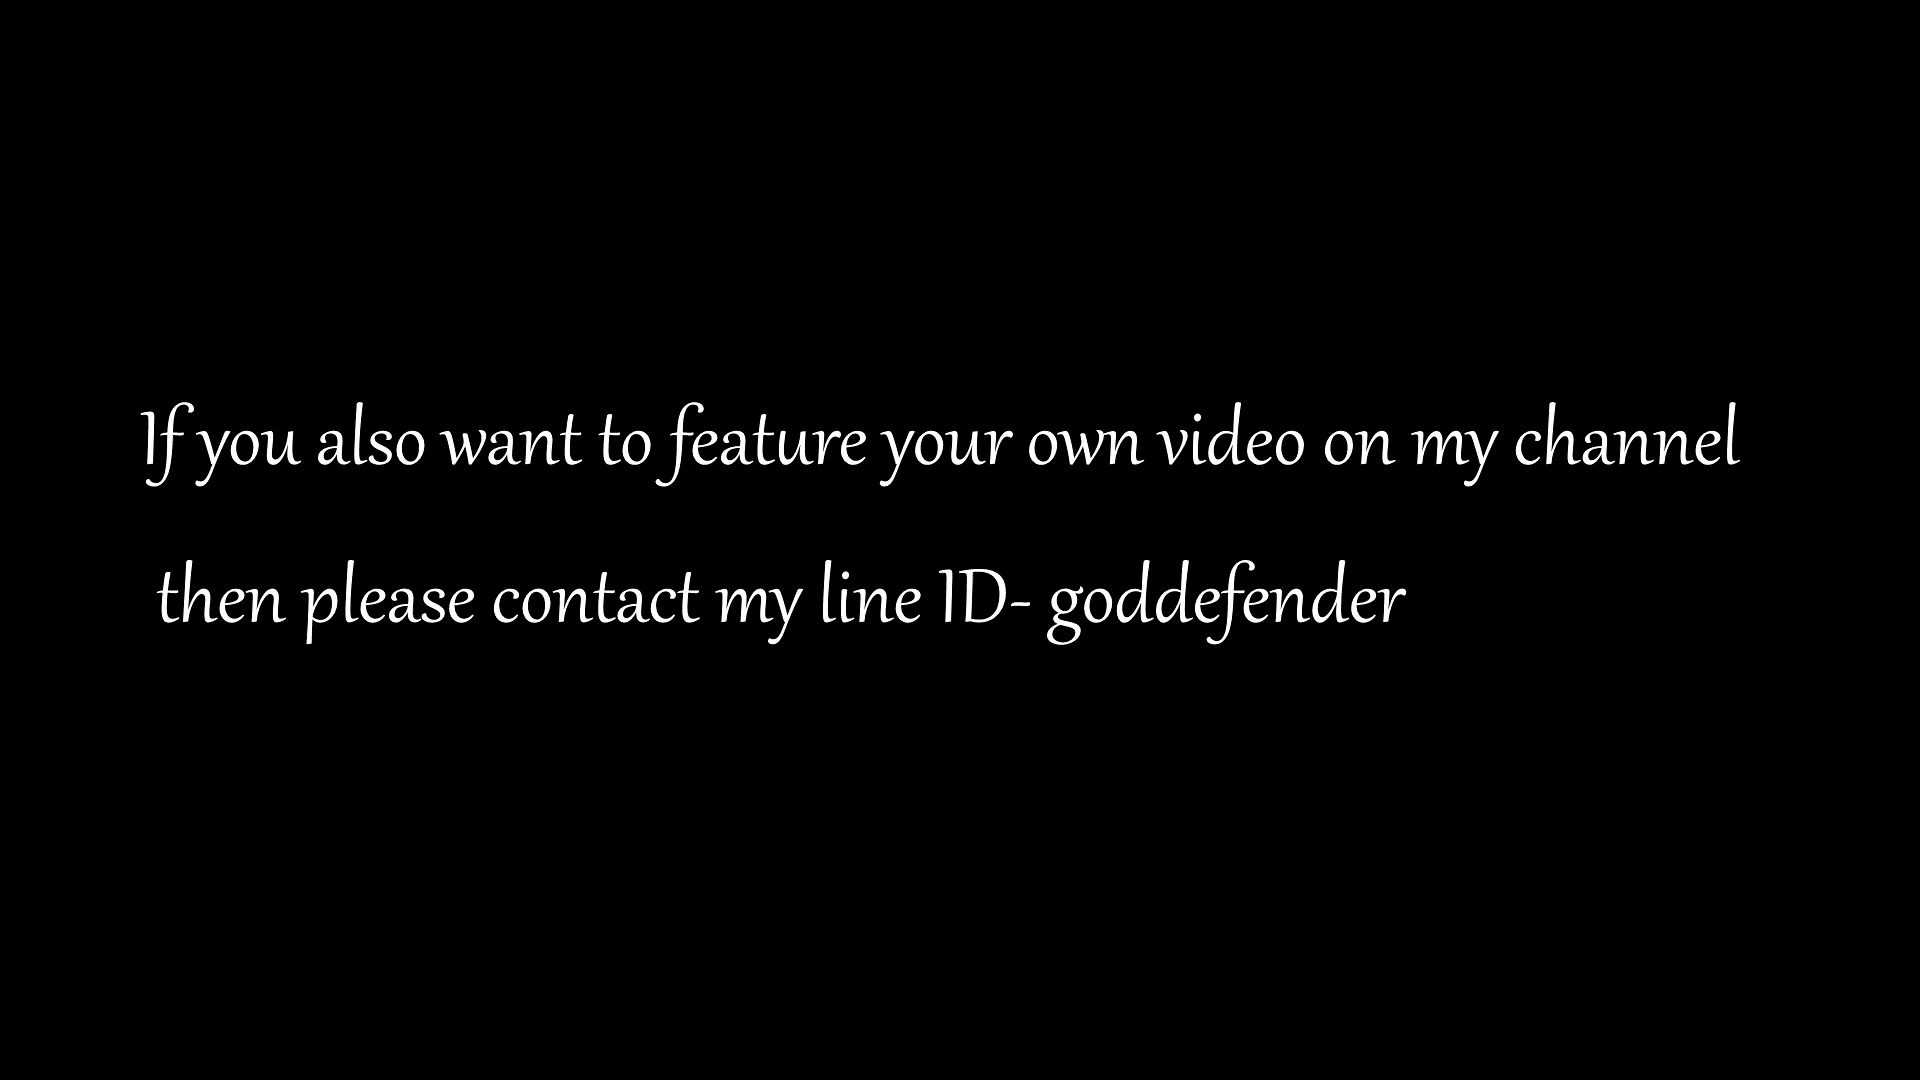 If you also want to feature your own video on my channel
then please contact my line ID- goddefender